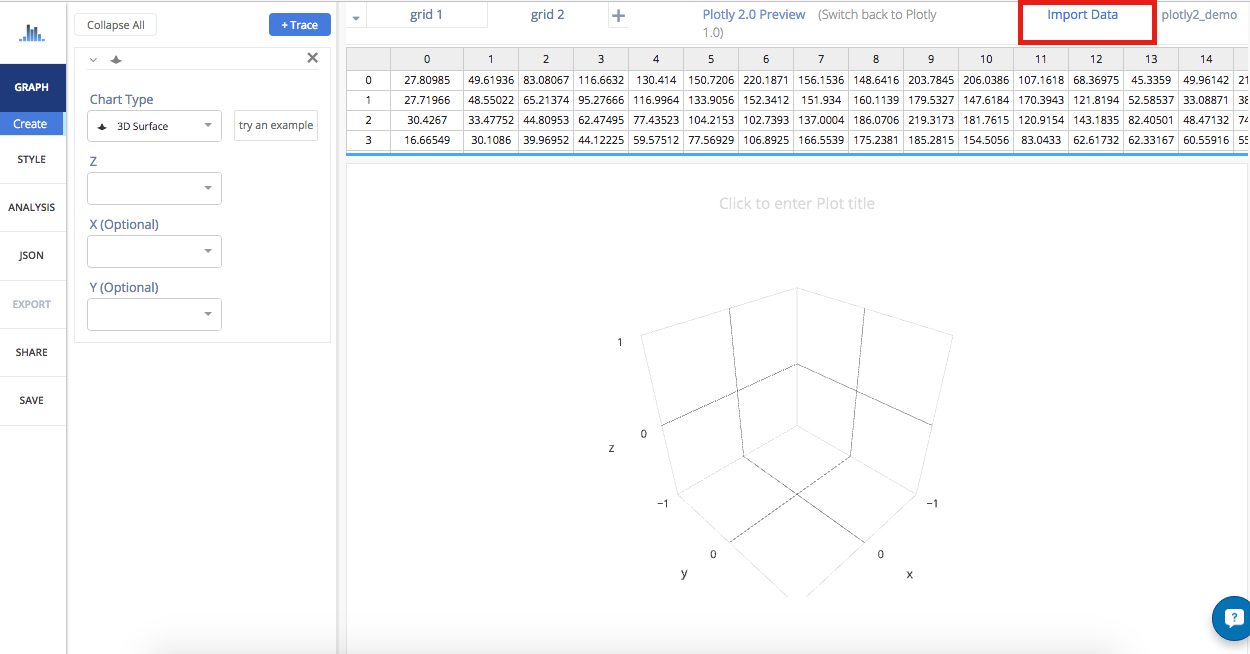 GRAPH
Create
STYLE
ANALYSIS
JSON
EXPORT
SHARE
SAVE
Collapse All
+ Trace
Chart Type
3D Surface
try an example
Z
X (Optional)
Y (Optional)
grid 1 grid 2
Plotly 2.0 Preview (Switch back to Plotly
1.0)
Import Data plotly2_demo
0 1 2 3 4 5 6 7 8 9 10 11 12 13 14
0 27.80985 49.61936 83.08067 116.6632 130.414 150.7206 220.1871 156.1536 148.6416 203.7845 206.0386 107.1618 68.36975 45.3359 49.96142 21
1 27.71966 48.55022 65.21374 95.27666 116.9964 133.9056 152.3412 151.934 160.1139 179.5327 147.6184 170.3943 121.8194 52.58537 33.08871 38
2 30.4267 33.47752 44.80953 62.47495 77.43523 104.2153 102.7393 137.0004 186.0706 219.3173 181.7615 120.9154 143.1835 82.40501 48.47132 74
3 16.66549 30.1086 39.96952 44.12225 59.57512 77.56929 106.8925 166.5539 175.2381 185.2815 154.5056 83.0433 62.61732 62.33167 60.55916 55
Click to enter Plot title
1
0
z
−1
−1
0
0
y
x
?